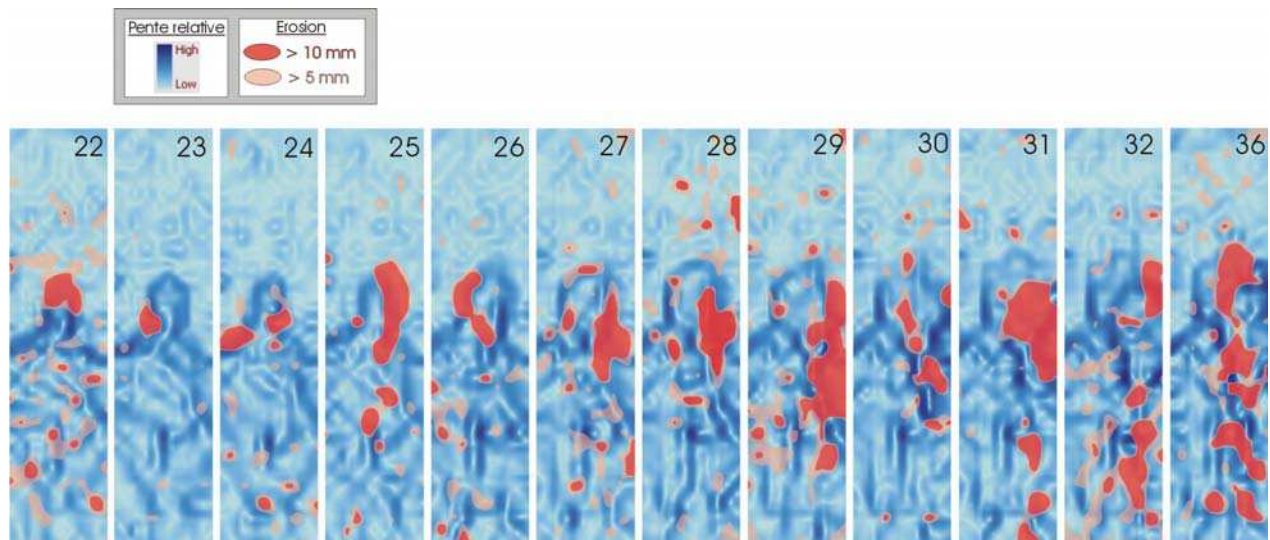 Pente relative
High
Low
Erosion
> 10 mm
> 5 mm
22 23 24 25 26 27 28 29 30 31 32 36